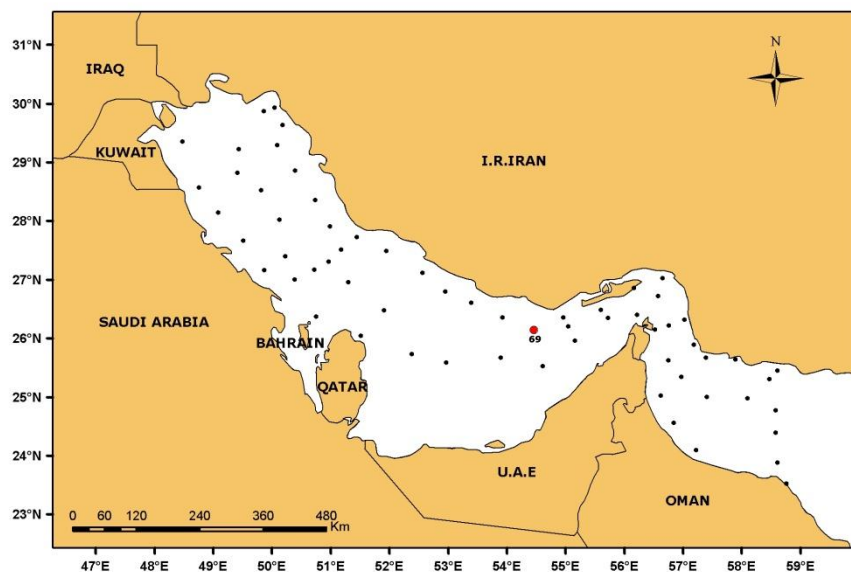 31°N
30°N
29°N
28°N
27°N
26°N
25°N
24°N
23°N
N
IRAQ
KUWAIT
I.R.IRAN
SAUDI ARABIA
BAHRAIN
QATAR
69
U.A.E
OMAN
0 60 120 240 360 480
Km
47°E 48°E 49°E 50°E 51°E 52°E 53°E 54°E 55°E 56°E 57°E 58°E 59°E